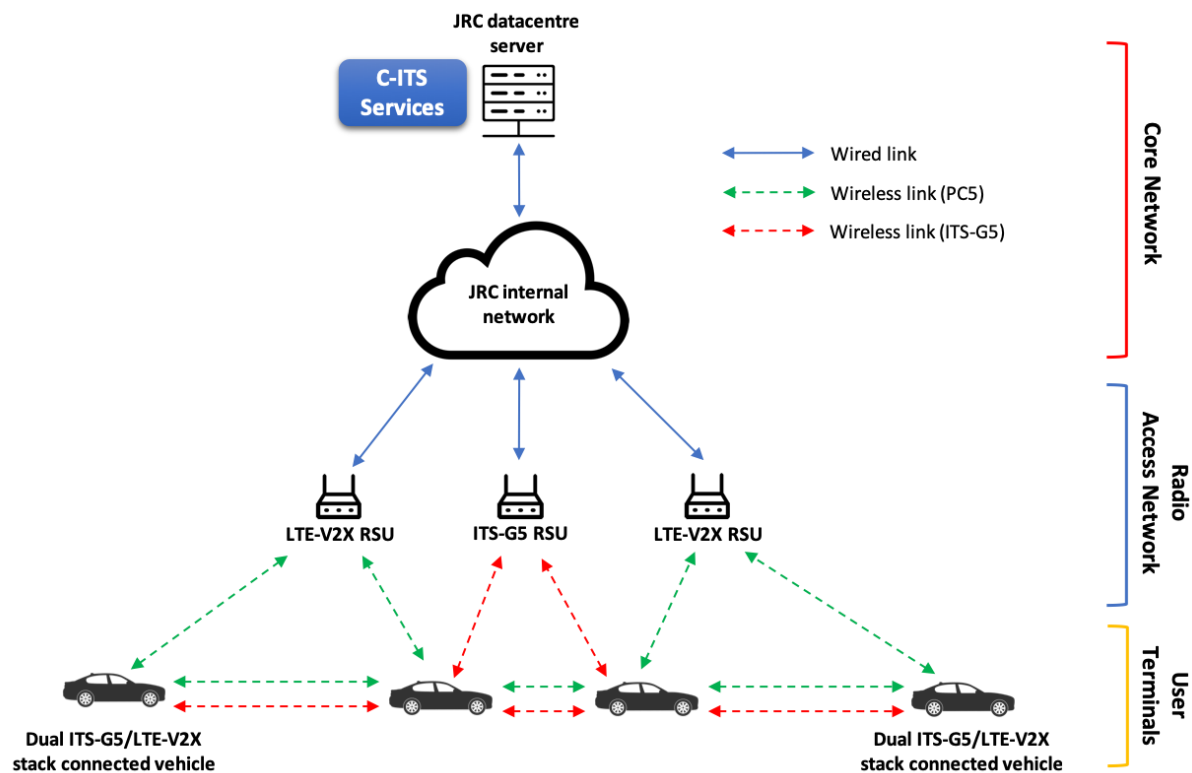 JRC datacentre
server
C-ITS
Services
Wired link
Wireless link (PC5)
Wireless link (ITS-G5)
Core Network
JRC internal
network
LTE-V2X RSU
ITS-G5 RSU
LTE-V2X RSU
Radio
Access Network
User
Terminals
Dual ITS-G5/LTE-V2X
stack connected vehicle
Dual ITS-G5/LTE-V2X
stack connected vehicle